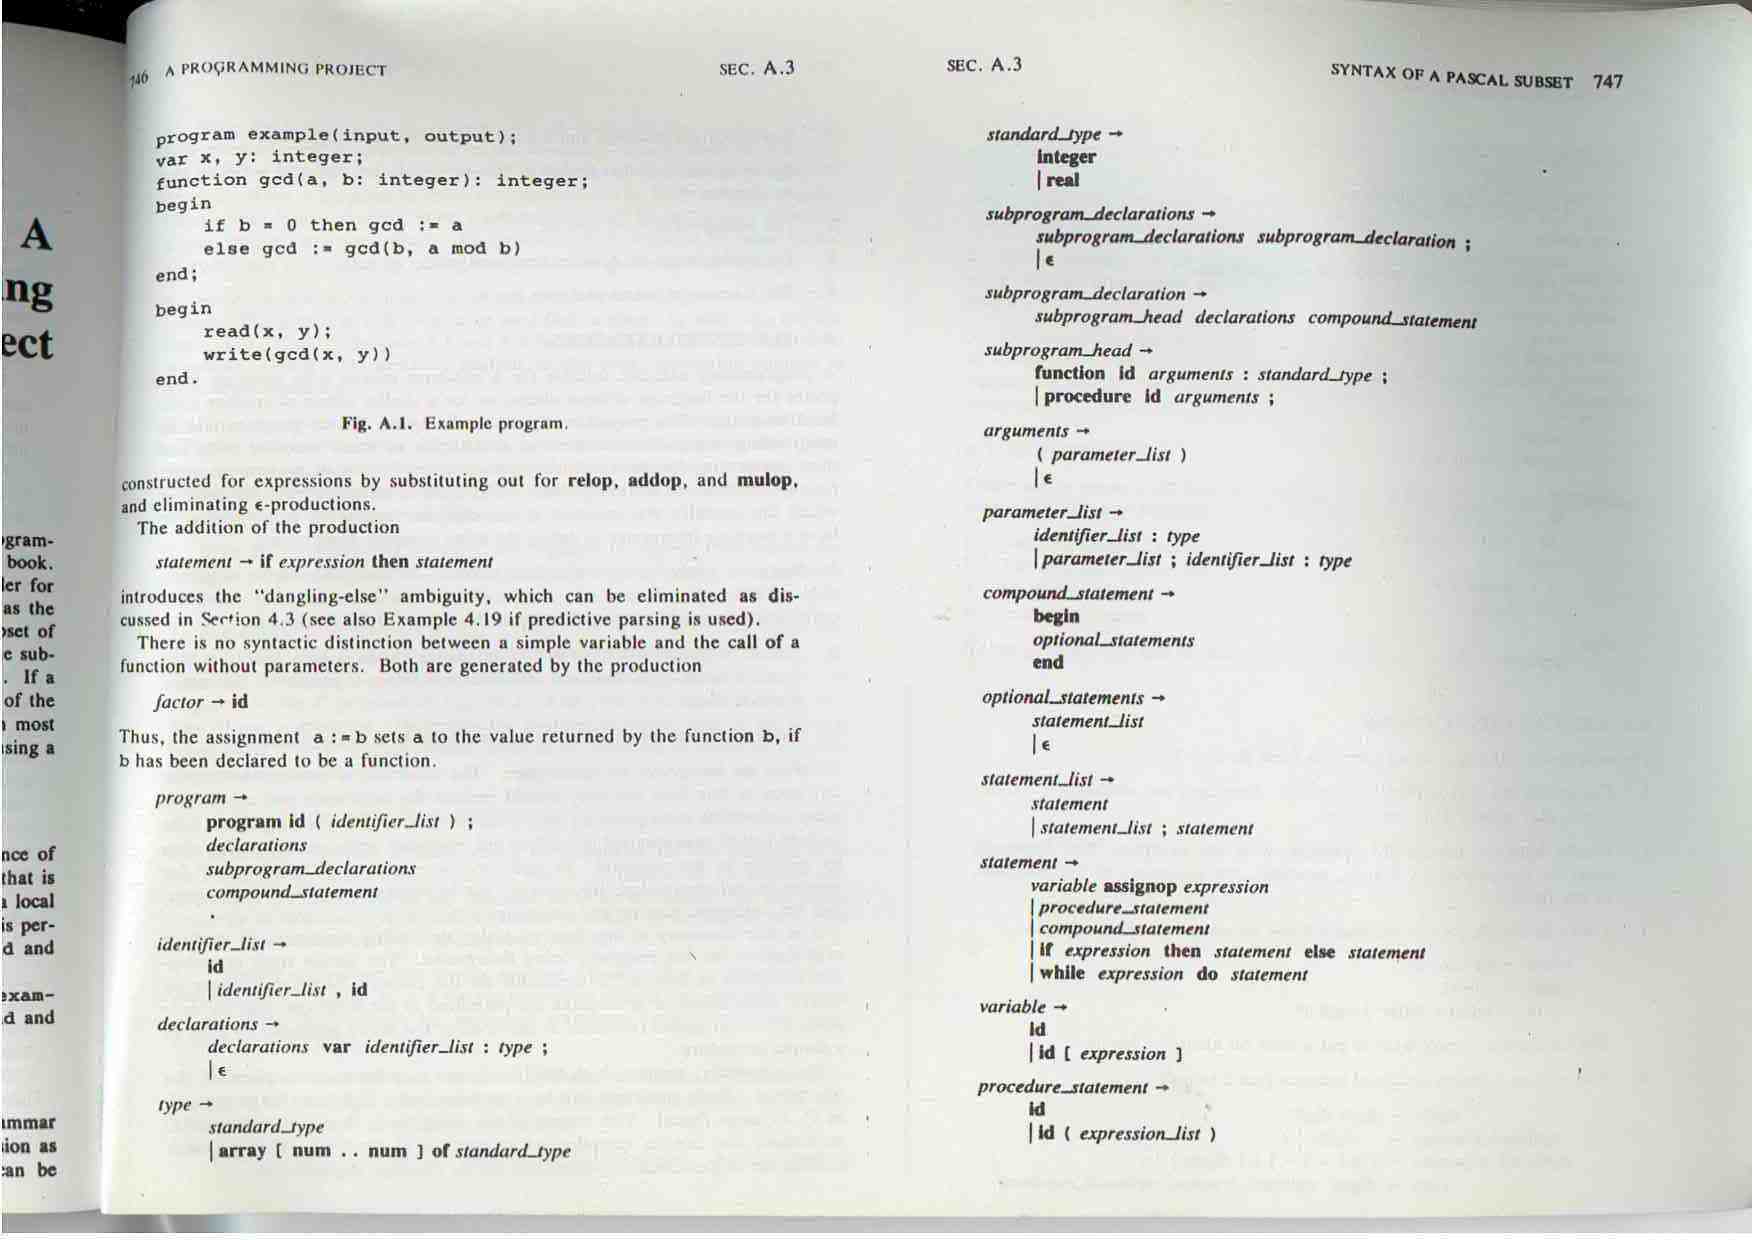 A
ng
ect
gram-
book.
ler for
as the
set of
e sub-
. If a
of the
most
sing a
nce of
that is
local
is per-
d and
exam-
d and
ammar
ion as
can be
746 A PROGRAMMING PROJECT SEC. A.3
program example(input, output);
var x, y: integer;
function gcd(a, b: integer): integer;
begin
if b = 0 then gcd := a
else gcd := gcd(b, a mod b)
end;
begin
read(x, y);
write(gcd(x, y))
end.
Fig. A.1. Example program.
constructed for expressions by substituting out for relop, addop, and mulop,
and eliminating ϵ-productions.
The addition of the production
statement → if expression then statement
introduces the “dangling-else” ambiguity, which can be eliminated as dis-
cussed in Section 4.3 (see also Example 4.19 if predictive parsing is used).
There is no syntactic distinction between a simple variable and the call of a
function without parameters. Both are generated by the production
factor → id
Thus, the assignment a := b sets a to the value returned by the function b, if
b has been declared to be a function.
program →
program id ( identifier_list ) ;
declarations
subprogram_declarations
compound_statement
.
identifier_list →
id
| identifier_list , id
declarations →
declarations var identifier_list : type ;
| ϵ
type →
standard_type
| array [ num .. num ] of standard_type
SEC. A.3 SYNTAX OF A PASCAL SUBSET 747
standard_type →
integer
| real
subprogram_declarations →
subprogram_declarations subprogram_declaration ;
| ϵ
subprogram_declaration →
subprogram_head declarations compound_statement
subprogram_head →
function id arguments : standard_type ;
| procedure id arguments ;
arguments →
( parameter_list )
| ϵ
parameter_list →
identifier_list : type
| parameter_list ; identifier_list : type
compound_statement →
begin
optional_statements
end
optional_statements →
statement_list
| ϵ
statement_list →
statement
| statement_list ; statement
statement →
variable assignop expression
| procedure_statement
| compound_statement
| if expression then statement else statement
| while expression do statement
variable →
id
| id [ expression ]
procedure_statement →
id
| id ( expression_list )